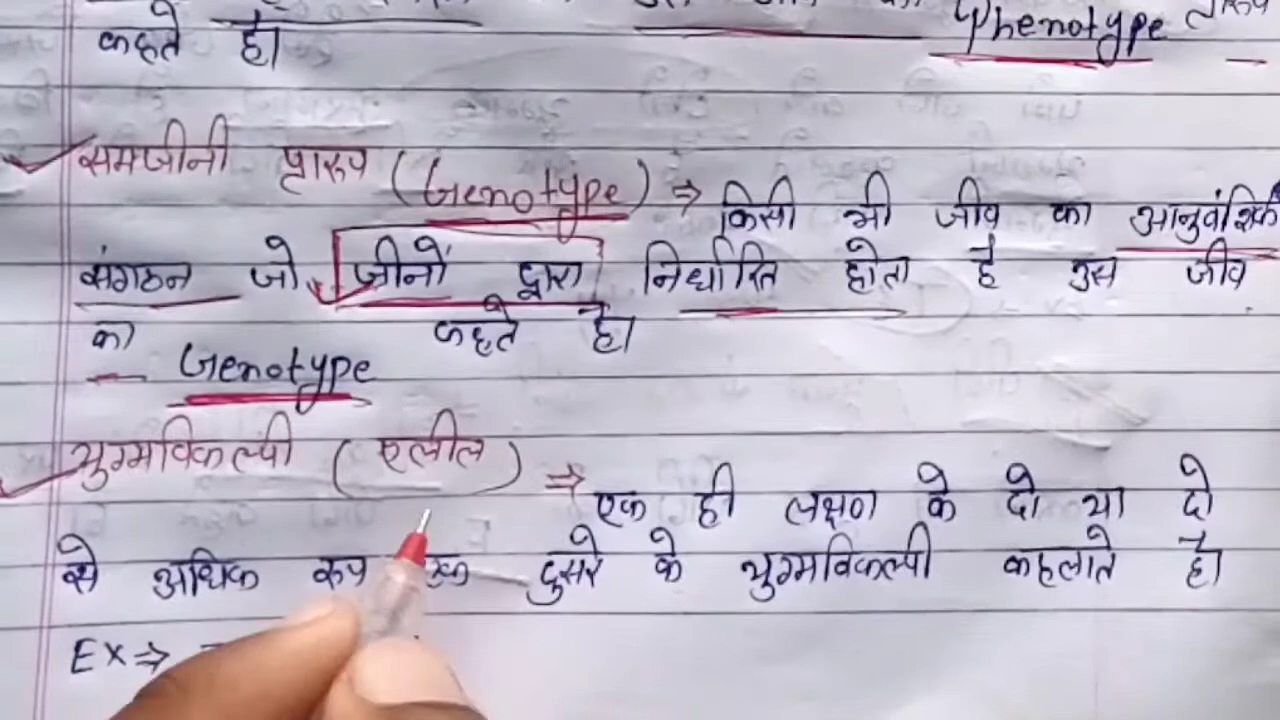 Phenotype
कहते है।
समजीनी प्रारुप (Genotype) ⇒ किसी भी जीव का आनुवंशिक
संगठन जो जीनों द्वारा निर्धारित होता है उस जीव
का Genotype कहते है।
युग्मविकल्पी (एलील) ⇒ एक ही लक्षण के दो या दो
से अधिक रुप एक दुसरे के युग्मविकल्पी कहलाते है।
EX ⇒